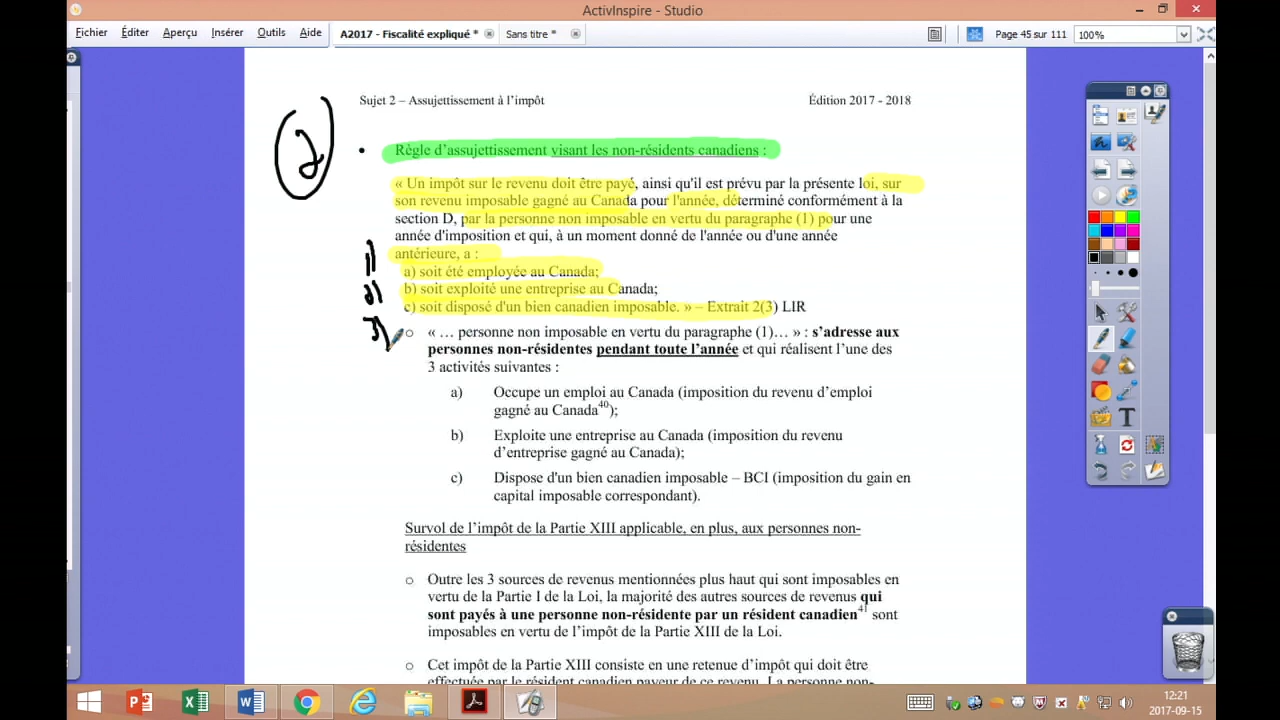 ActivInspire - Studio
Fichier Éditer Aperçu Insérer Outils Aide A2017 - Fiscalité expliqué * Sans titre * Page 45 sur 111 100%
Sujet 2 – Assujettissement à l'impôt Édition 2017 - 2018
2
• Règle d'assujettissement visant les non-résidents canadiens :
« Un impôt sur le revenu doit être payé, ainsi qu'il est prévu par la présente loi, sur
son revenu imposable gagné au Canada pour l'année, déterminé conformément à la
section D, par la personne non imposable en vertu du paragraphe (1) pour une
année d'imposition et qui, à un moment donné de l'année ou d'une année
antérieure, a :
1) a) soit été employée au Canada;
2) b) soit exploité une entreprise au Canada;
c) soit disposé d'un bien canadien imposable. » – Extrait 2(3) LIR
3) o « … personne non imposable en vertu du paragraphe (1)… » : s'adresse aux
personnes non-résidentes pendant toute l'année et qui réalisent l'une des
3 activités suivantes :
a) Occupe un emploi au Canada (imposition du revenu d'emploi
gagné au Canada40);
b) Exploite une entreprise au Canada (imposition du revenu
d'entreprise gagné au Canada);
c) Dispose d'un bien canadien imposable – BCI (imposition du gain en
capital imposable correspondant).
Survol de l'impôt de la Partie XIII applicable, en plus, aux personnes non-
résidentes
o Outre les 3 sources de revenus mentionnées plus haut qui sont imposables en
vertu de la Partie I de la Loi, la majorité des autres sources de revenus qui
sont payés à une personne non-résidente par un résident canadien41 sont
imposables en vertu de l'impôt de la Partie XIII de la Loi.
o Cet impôt de la Partie XIII consiste en une retenue d'impôt qui doit être
effectuée par le résident canadien payeur de ce revenu. La personne non-
12:21
2017-09-15